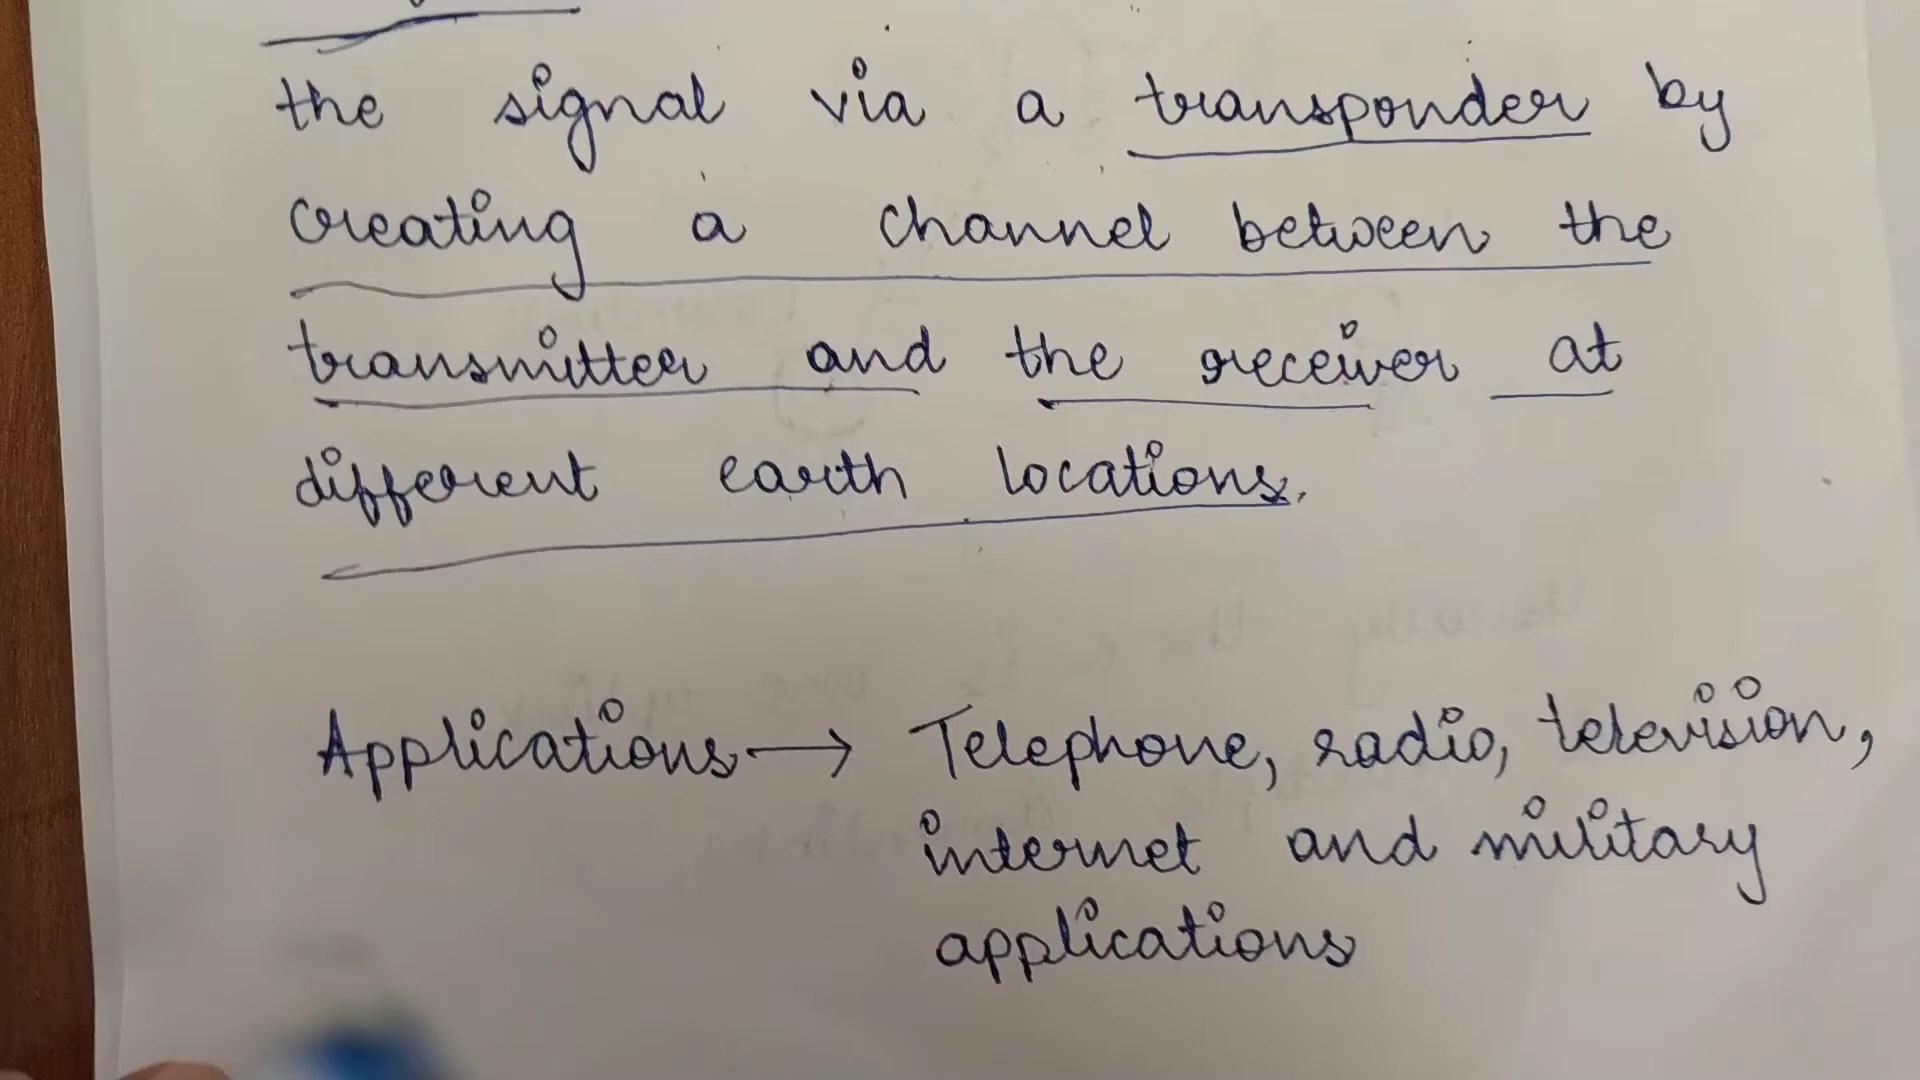 the signal via a transponder by
creating a channel between the
transmitter and the receiver at
different earth locations.
Applications → Telephone, radio, television,
internet and military
applications